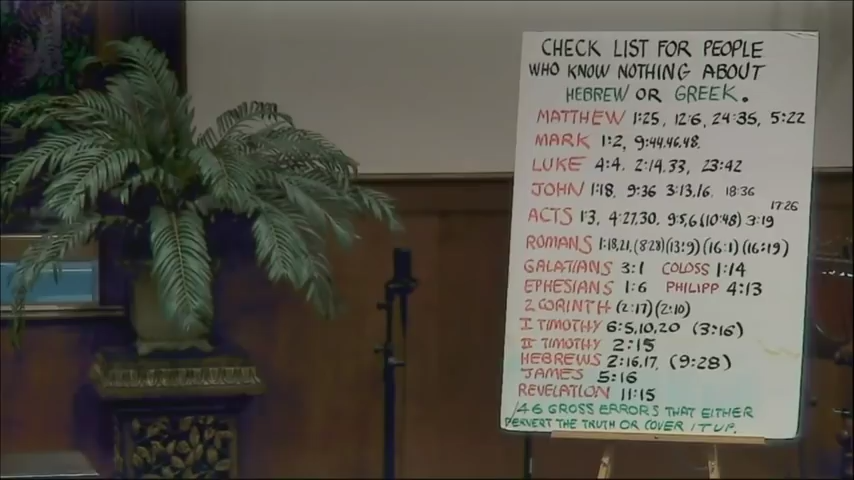 CHECK LIST FOR PEOPLE
WHO KNOW NOTHING ABOUT
HEBREW OR GREEK.
MATTHEW 1:25, 12:6, 24:35, 5:22
MARK 1:2, 9:44,46,48,
LUKE 4:4, 2:14,33, 23:42
JOHN 1:18, 9:36 3:13,16, 18:36
17:26
ACTS 1:3, 4:27,30, 9:5,6 (10:48) 3:19
ROMANS 1:18,21, (8:28) (13:9) (16:1) (16:19)
GALATIANS 3:1 COLOSS 1:14
EPHESIANS 1:6 PHILIPP 4:13
2 CORINTH (2:17) (2:10)
I TIMOTHY 6:5,10,20 (3:16)
II TIMOTHY 2:15
HEBREWS 2:16,17, (9:28)
JAMES 5:16
REVELATION 11:15
46 GROSS ERRORS THAT EITHER
PERVERT THE TRUTH OR COVER IT UP.